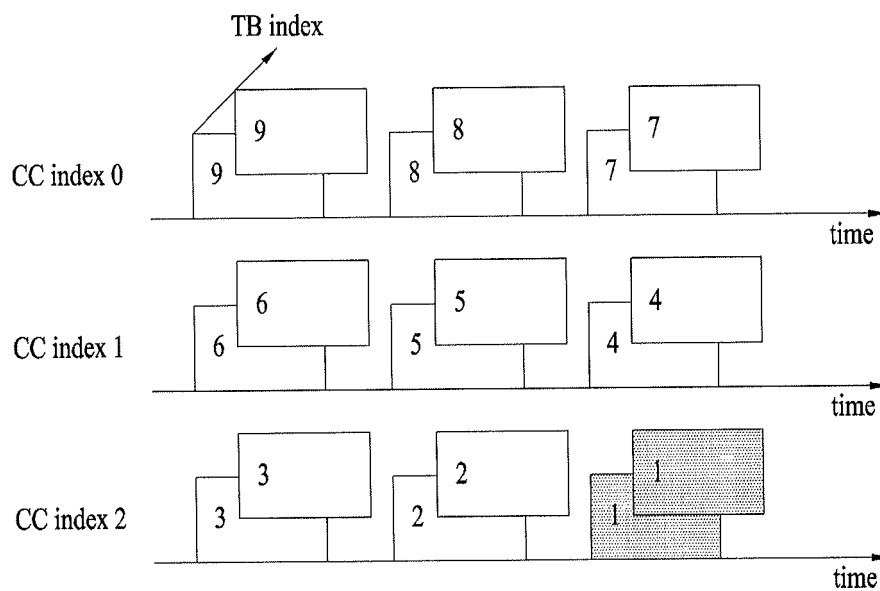 TB index
9 8 7
CC index 0
9 8 7
time
6 5 4
CC index 1
6 5 4
time
3 2 1
CC index 2
3 2 1
time